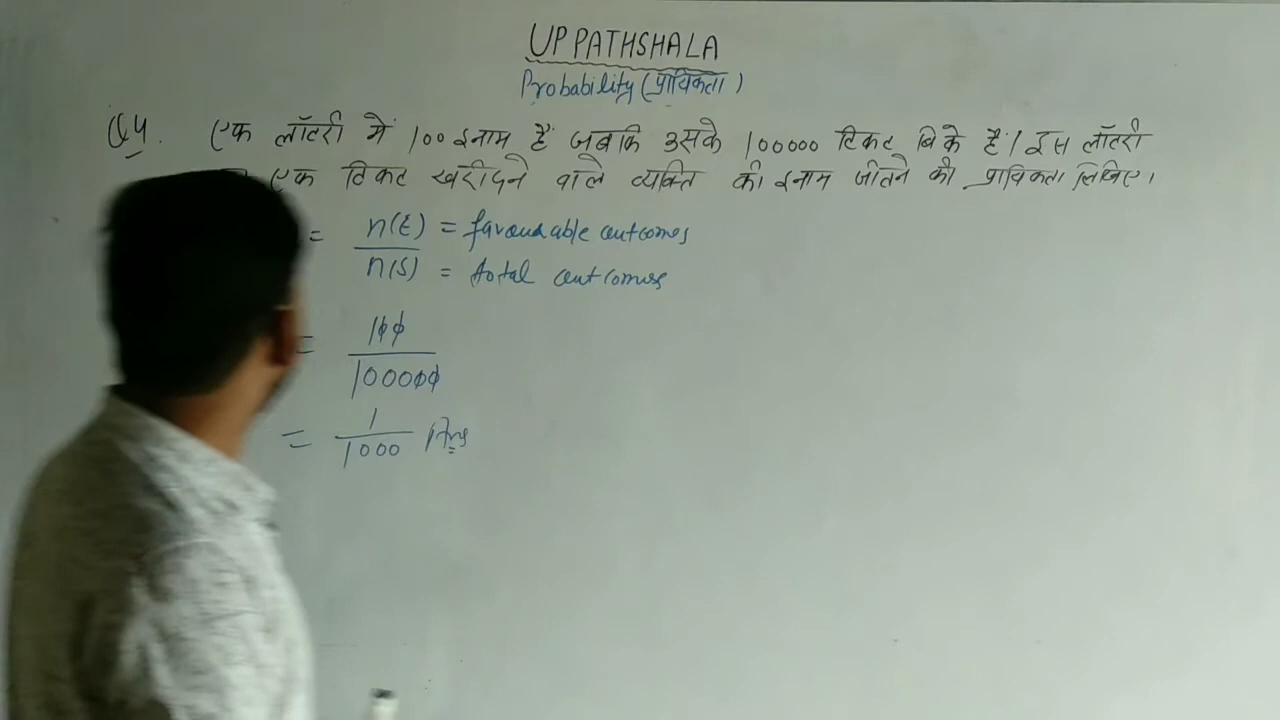 UP PATHSHALA
Probability (प्रायिकता)
Q4. एक लॉटरी में 100 इनाम हैं जबकि उसके 100000 टिकट बिके हैं। इस लॉटरी
एक टिकट खरीदने वाले व्यक्ति की इनाम जीतने की प्रायिकता लिखिए।
= n(E) = favourable outcomes
n(S) = total outcomes
= 100
100000
= 1
1000 Ans